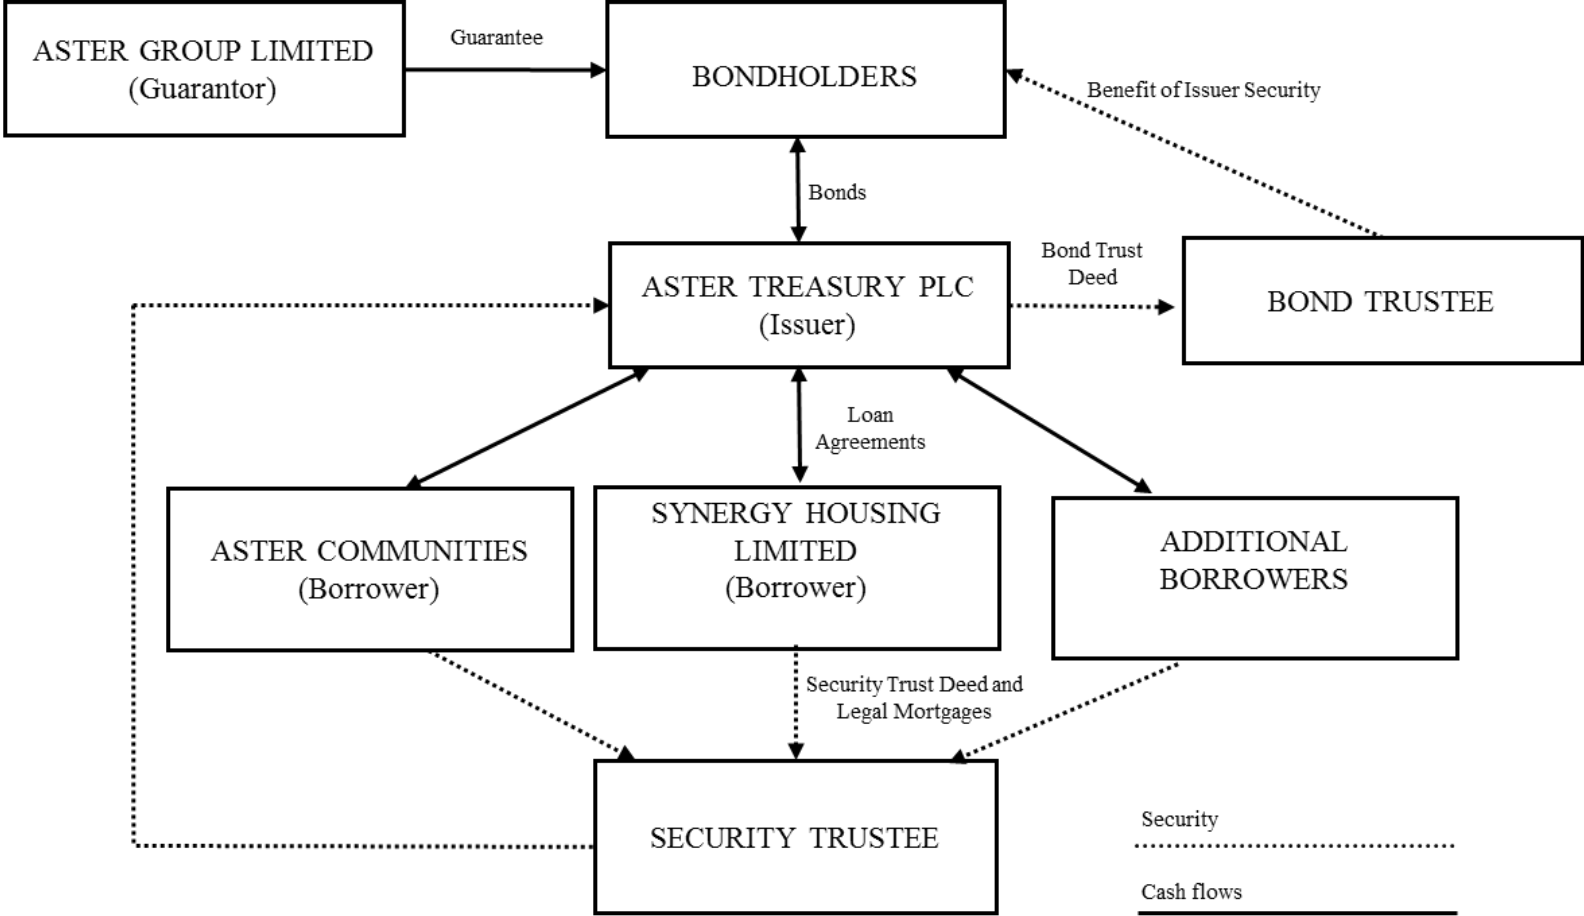 ASTER GROUP LIMITED
(Guarantor)
Guarantee
BONDHOLDERS
Benefit of Issuer Security
Bonds
ASTER TREASURY PLC
(Issuer)
Bond Trust
Deed
BOND TRUSTEE
Loan
Agreements
ASTER COMMUNITIES
(Borrower)
SYNERGY HOUSING
LIMITED
(Borrower)
ADDITIONAL
BORROWERS
Security Trust Deed and
Legal Mortgages
SECURITY TRUSTEE
Security
Cash flows